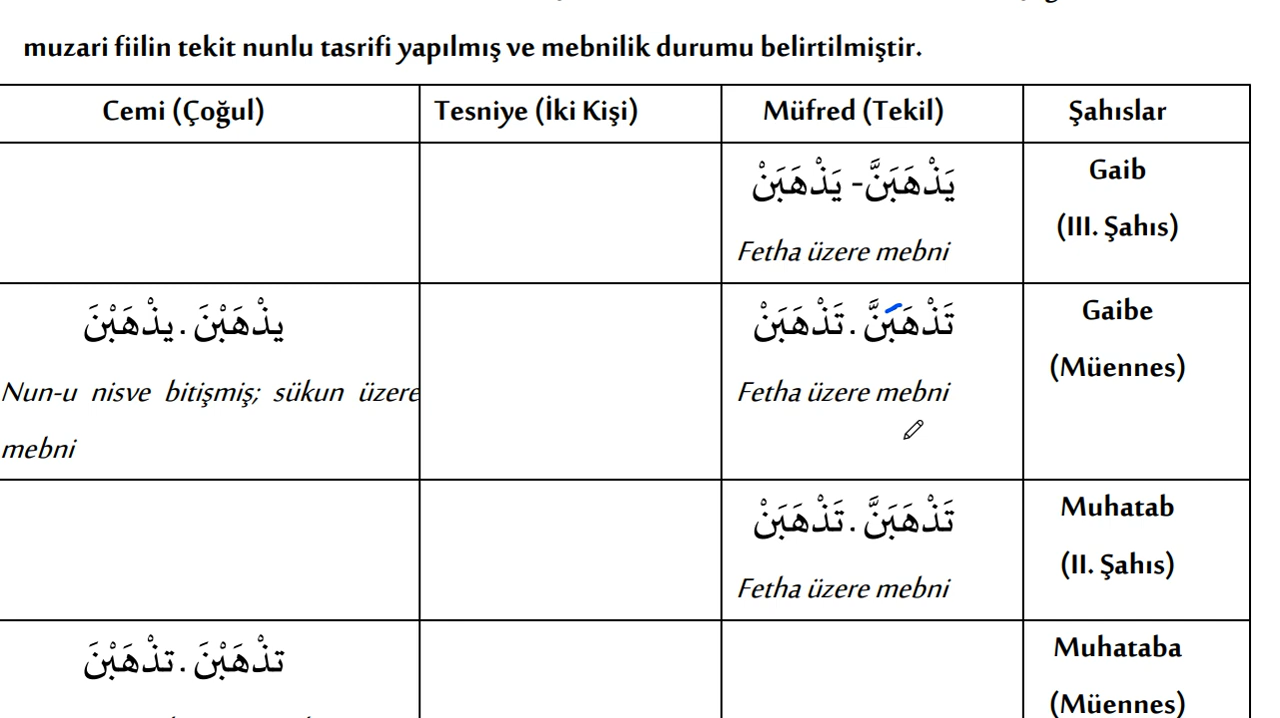 muzari fiilin tekit nunlu tasrifi yapılmış ve mebnilik durumu belirtilmiştir.
Cemi (Çoğul) Tesniye (İki Kişi) Müfred (Tekil) Şahıslar
يَذْهَبَنَّ - يَذْهَبَنْ
Fetha üzere mebni
Gaib
(III. Şahıs)
يذْهَبْنَ . يذْهَبْنَ
Nun-u nisve bitişmiş; sükun üzere
mebni
تَذْهَبَنَّ . تَذْهَبَنْ
Fetha üzere mebni
Gaibe
(Müennes)
تَذْهَبَنَّ . تَذْهَبَنْ
Fetha üzere mebni
Muhatab
(II. Şahıs)
تذْهَبْنَ . تذْهَبْنَ
Muhataba
(Müennes)